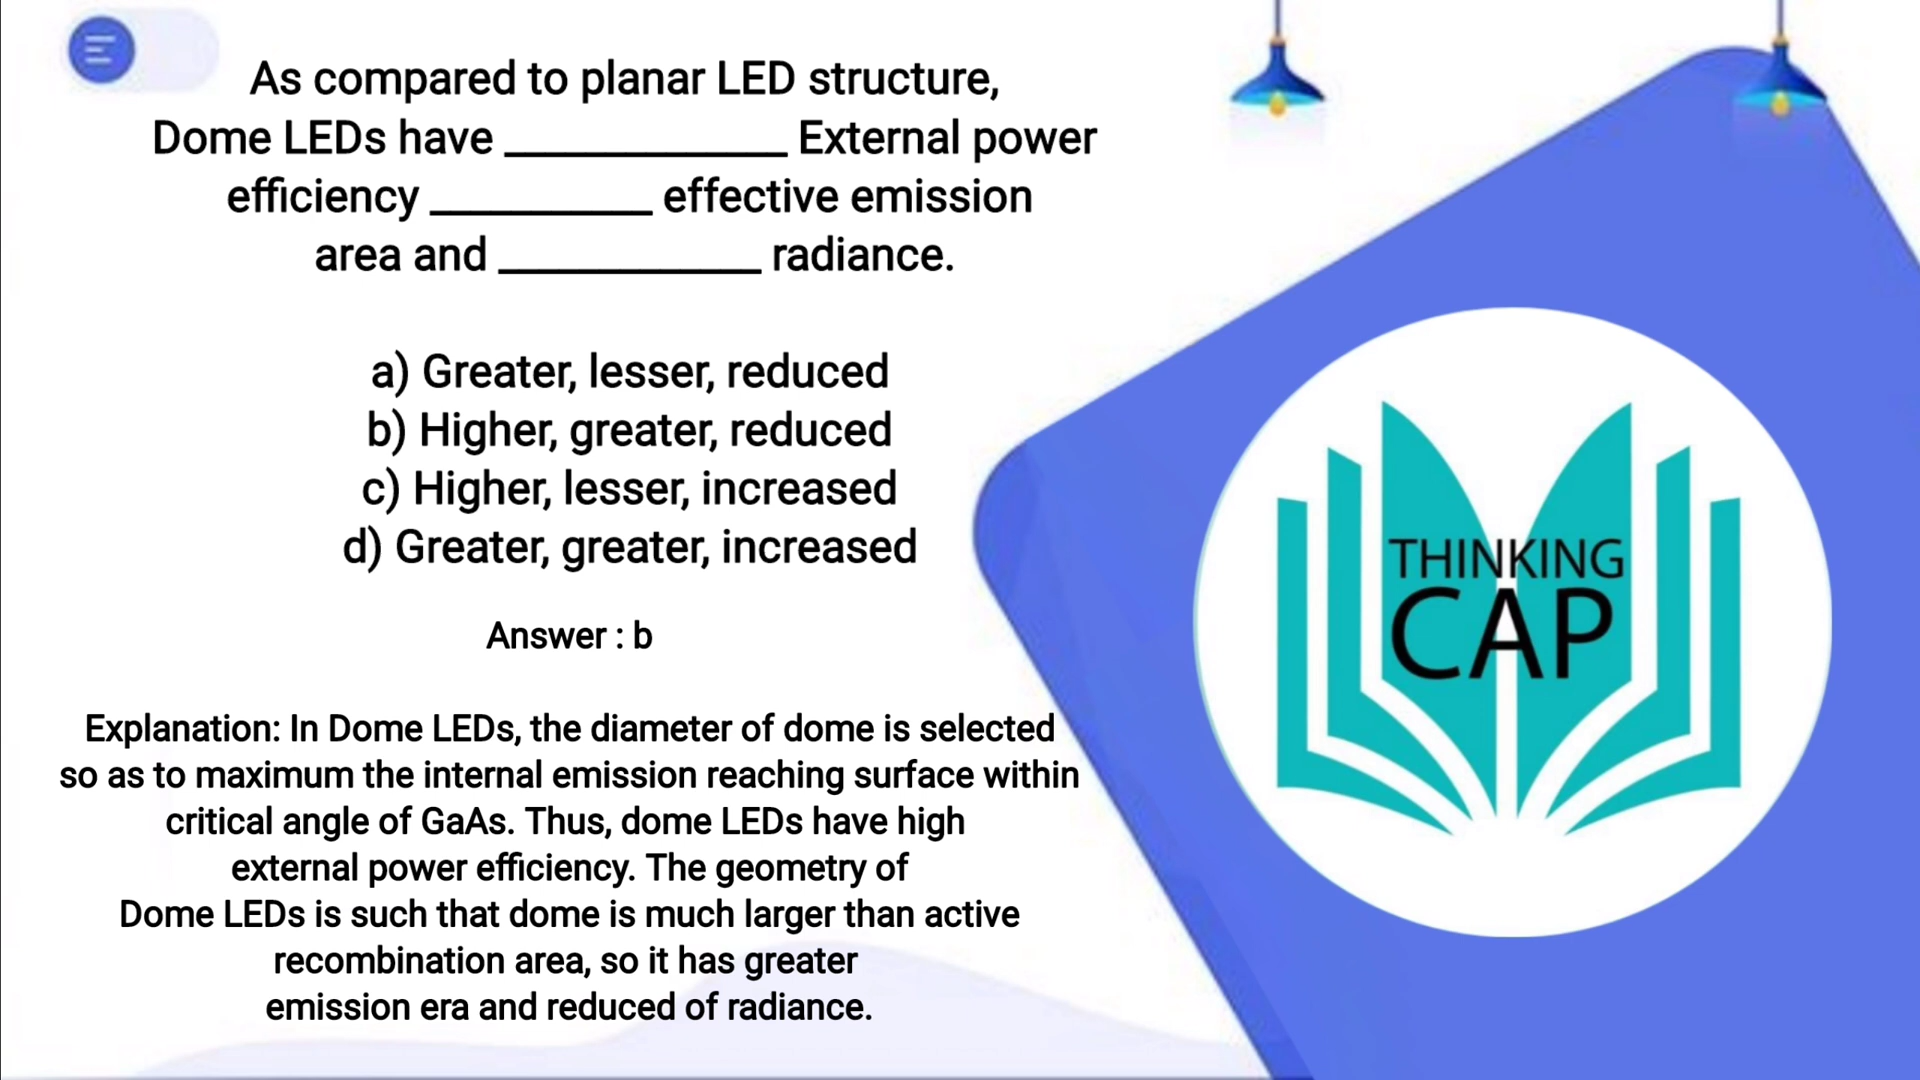 As compared to planar LED structure,
Dome LEDs have _____________ External power
efficiency __________ effective emission
area and ____________ radiance.
a) Greater, lesser, reduced
b) Higher, greater, reduced
c) Higher, lesser, increased
d) Greater, greater, increased
Answer : b
Explanation: In Dome LEDs, the diameter of dome is selected
so as to maximum the internal emission reaching surface within
critical angle of GaAs. Thus, dome LEDs have high
external power efficiency. The geometry of
Dome LEDs is such that dome is much larger than active
recombination area, so it has greater
emission era and reduced of radiance.
THINKING
CAP